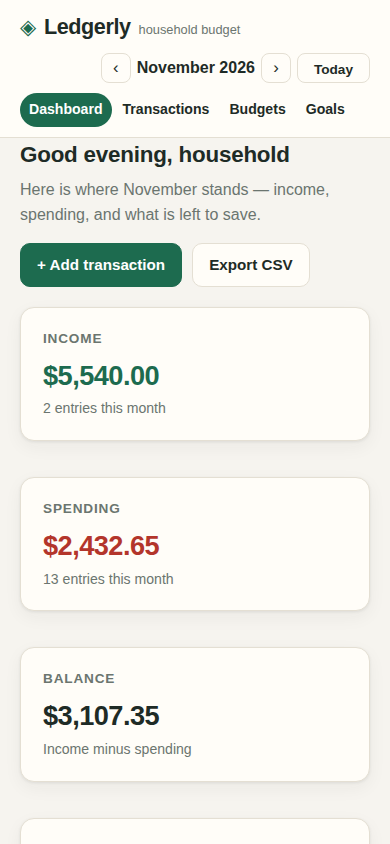 ◈ Ledgerly household budget
‹ November 2026 › Today
Dashboard Transactions Budgets Goals
Good evening, household
Here is where November stands — income,
spending, and what is left to save.
+ Add transaction Export CSV
INCOME
$5,540.00
2 entries this month
SPENDING
$2,432.65
13 entries this month
BALANCE
$3,107.35
Income minus spending